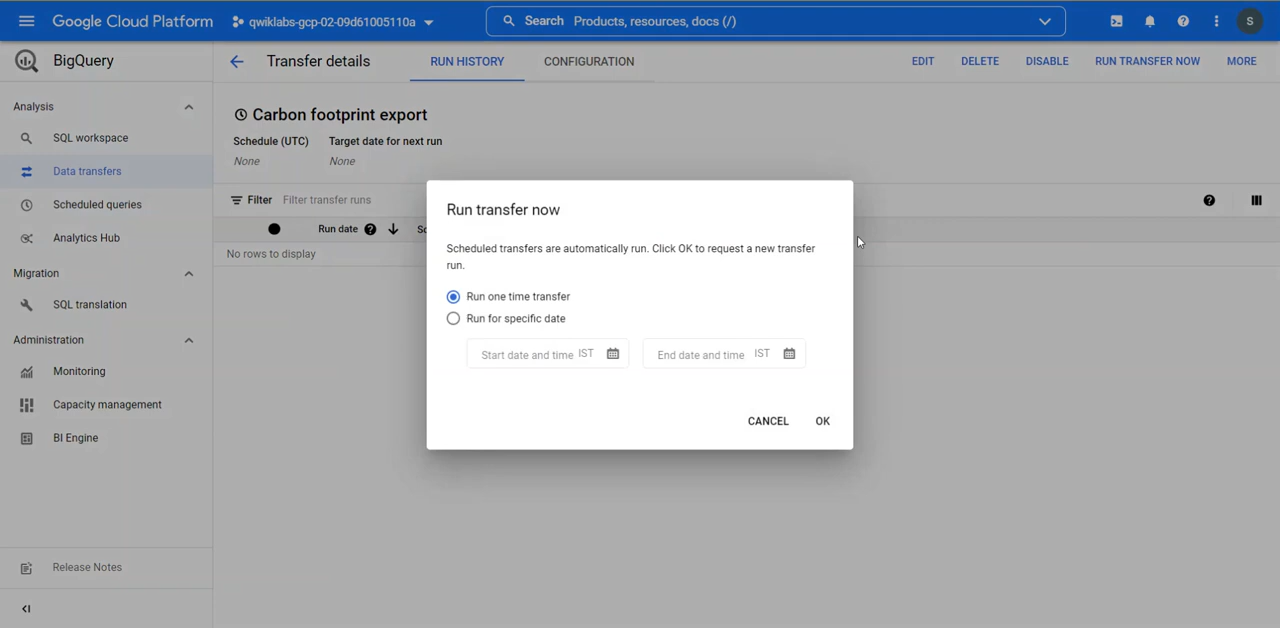 Google Cloud Platform
qwiklabs-gcp-02-09d61005110a
Search Products, resources, docs (/)
S
BigQuery
Transfer details
RUN HISTORY
CONFIGURATION
EDIT
DELETE
DISABLE
RUN TRANSFER NOW
MORE
Analysis
SQL workspace
Data transfers
Scheduled queries
Analytics Hub
Migration
SQL translation
Administration
Monitoring
Capacity management
BI Engine
Release Notes
Carbon footprint export
Schedule (UTC)
Target date for next run
None
None
Filter Filter transfer runs
Run date
Sc
No rows to display
Run transfer now
Scheduled transfers are automatically run. Click OK to request a new transfer
run.
Run one time transfer
Run for specific date
Start date and time IST
End date and time IST
CANCEL
OK